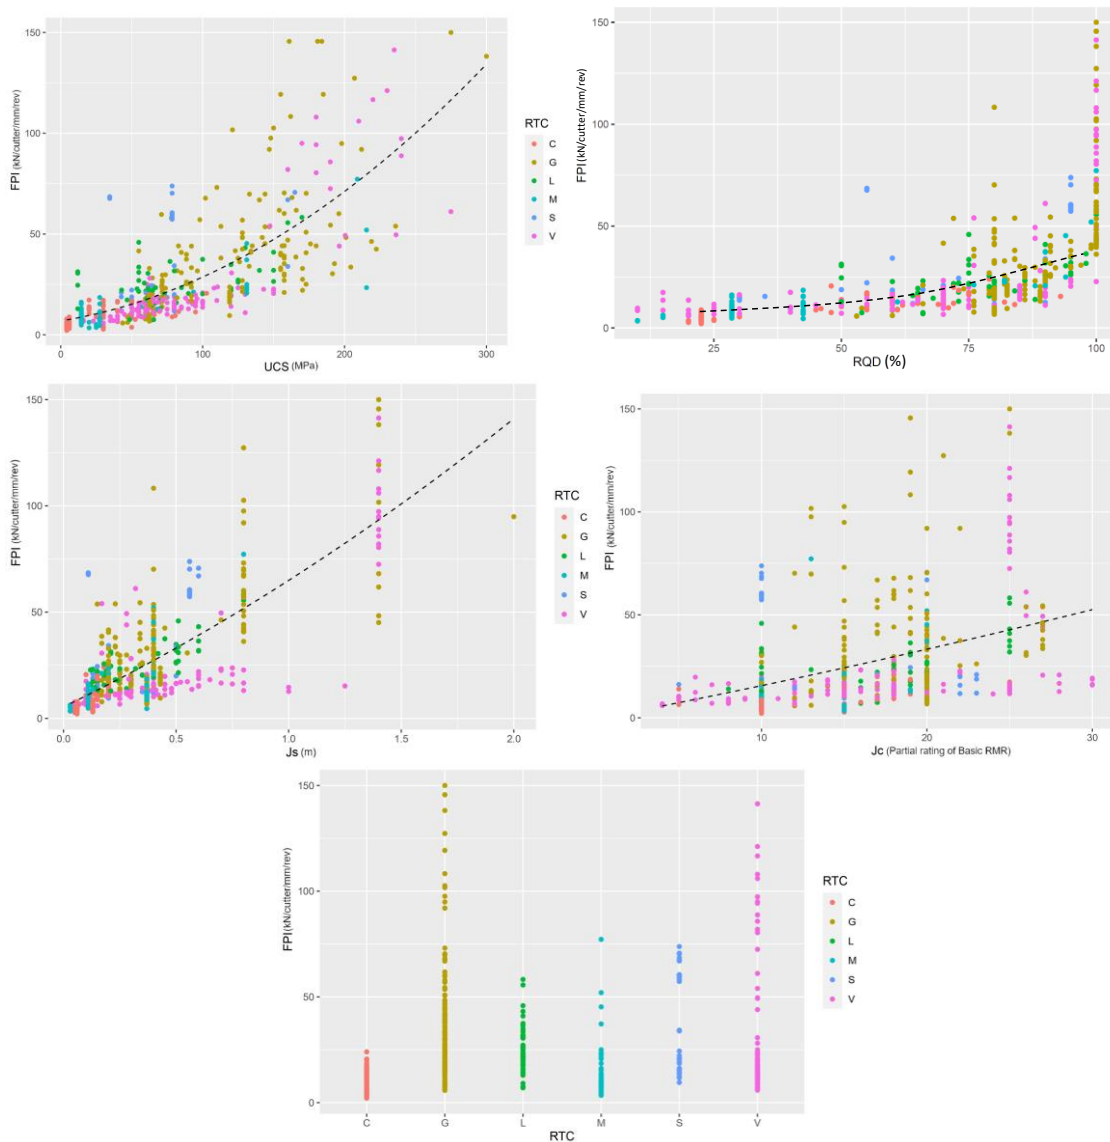 150
100
50
0
FPI (kN/cutter/mm/rev)
0
100
200
300
UCS (MPa)
RTC
C
G
L
M
S
V
150
100
50
0
FPI (kN/cutter/mm/rev)
25
50
75
100
RQD (%)
150
100
50
0
FPI (kN/cutter/mm/rev)
0.0
0.5
1.0
1.5
2.0
Js (m)
RTC
C
G
L
M
S
V
150
100
50
0
FPI (kN/cutter/mm/rev)
10
20
30
Jc (Partial rating of Basic RMR)
150
100
50
0
FPI (kN/cutter/mm/rev)
C
G
L
M
S
V
RTC
RTC
C
G
L
M
S
V